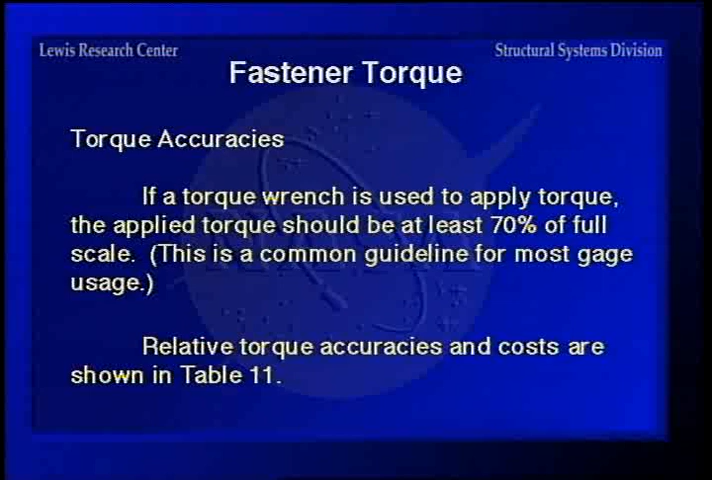 Lewis Research Center
Structural Systems Division
Fastener Torque
Torque Accuracies
If a torque wrench is used to apply torque,
the applied torque should be at least 70% of full
scale. (This is a common guideline for most gage
usage.)
Relative torque accuracies and costs are
shown in Table 11.